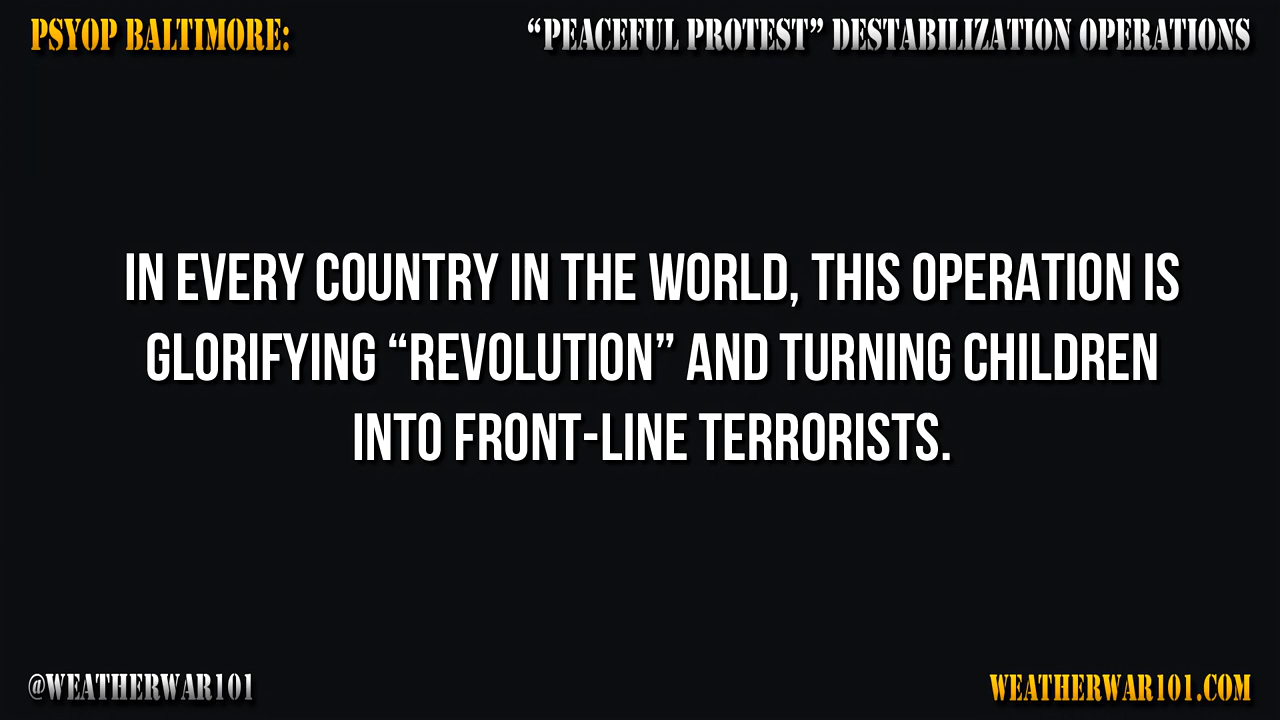 PSYOP BALTIMORE:
“PEACEFUL PROTEST” DESTABILIZATION OPERATIONS
IN EVERY COUNTRY IN THE WORLD, THIS OPERATION IS
GLORIFYING “REVOLUTION” AND TURNING CHILDREN
INTO FRONT-LINE TERRORISTS.
@WEATHERWAR101
WEATHERWAR101.COM